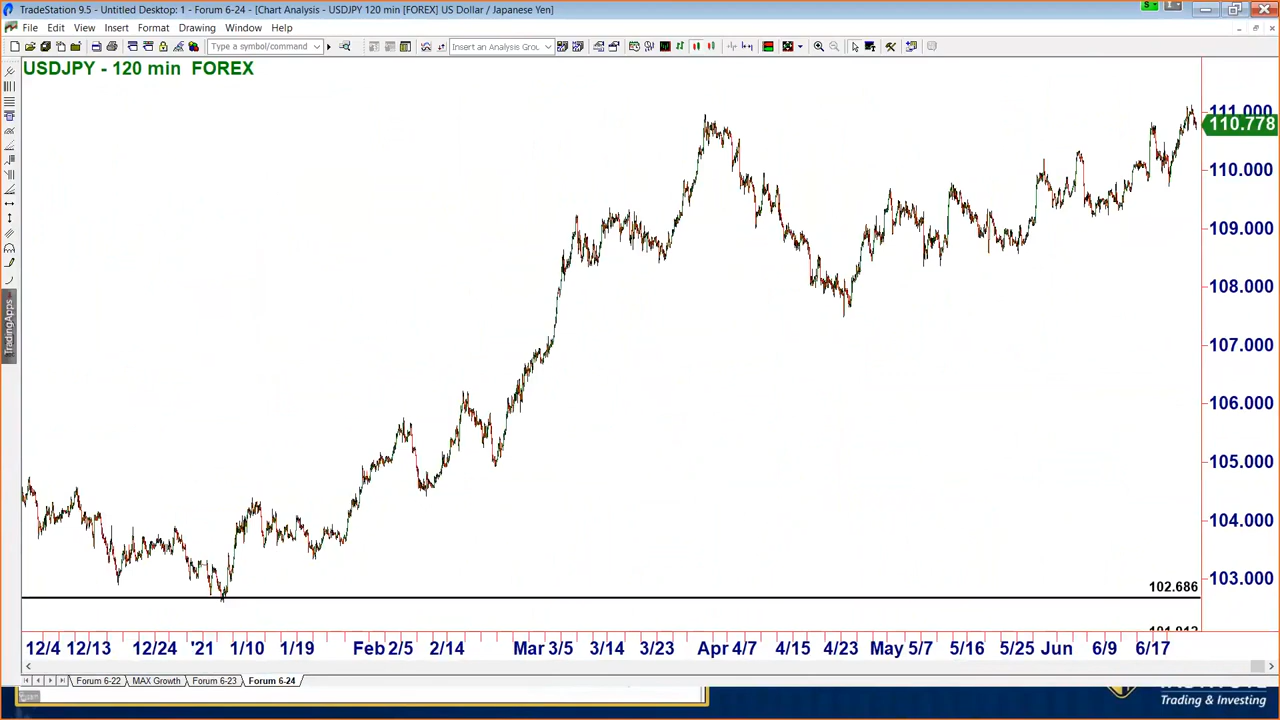 TradeStation 9.5 - Untitled Desktop: 1 - Forum 6-24 - [Chart Analysis - USDJPY 120 min [FOREX] US Dollar / Japanese Yen]
File Edit View Insert Format Drawing Window Help
Type a symbol/command
Insert an Analysis Grou
USDJPY - 120 min FOREX
111.000
110.778
110.000
109.000
108.000
107.000
106.000
105.000
104.000
103.000
102.686
TradingApps
12/4 12/13 12/24 '21 1/10 1/19 Feb 2/5 2/14 Mar 3/5 3/14 3/23 Apr 4/7 4/15 4/23 May 5/7 5/16 5/25 Jun 6/9 6/17
Forum 6-22 MAX Growth Forum 6-23 Forum 6-24
Trading & Investing